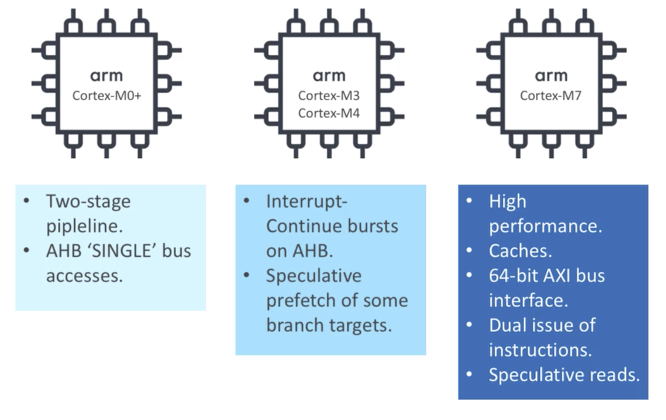 arm
Cortex-M0+
arm
Cortex-M3
Cortex-M4
arm
Cortex-M7
• Two-stage
pipleline.
• AHB ‘SINGLE’ bus
accesses.
• Interrupt-
Continue bursts
on AHB.
• Speculative
prefetch of some
branch targets.
• High
performance.
• Caches.
• 64-bit AXI bus
interface.
• Dual issue of
instructions.
• Speculative reads.